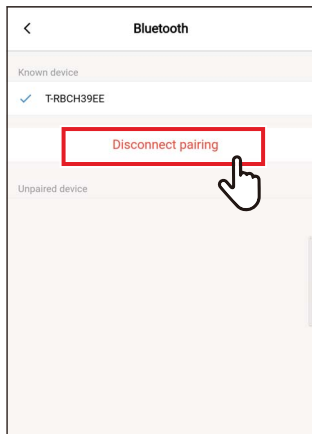 Bluetooth
Known device
T-RBCH39EE
Disconnect pairing
Unpaired device